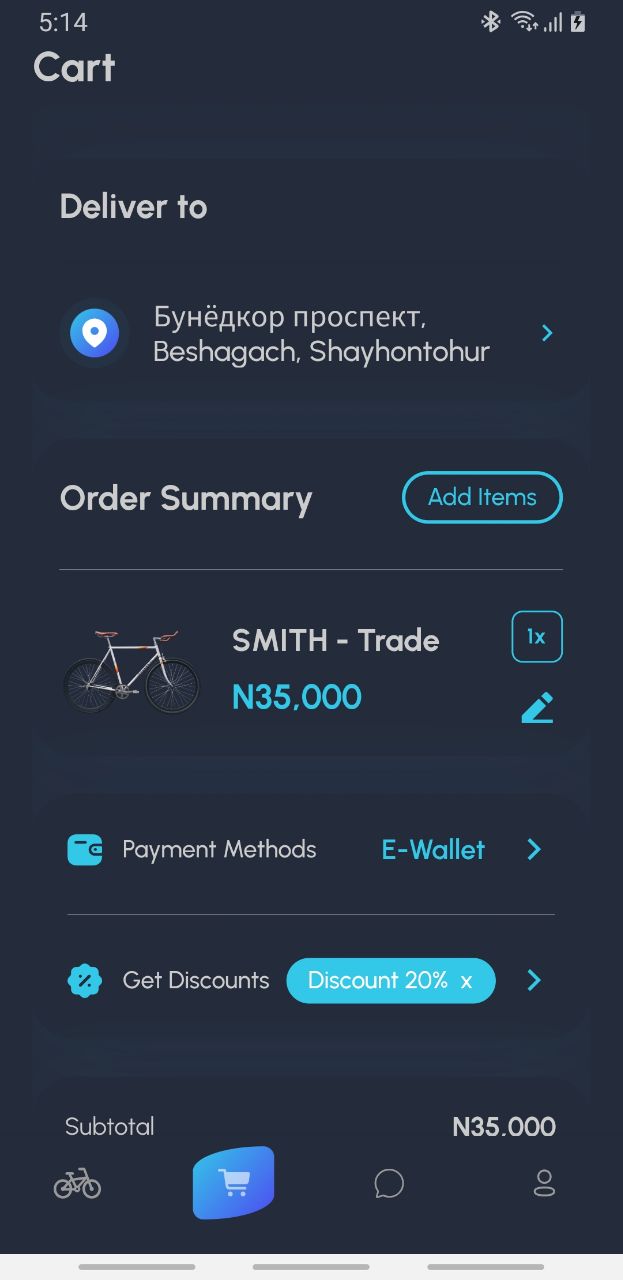 5:14
Cart
Deliver to
Бунёдкор проспект,
Beshagach, Shayhontohur
Order Summary
Add Items
SMITH - Trade
1x
N35,000
Payment Methods
E-Wallet
Get Discounts
Discount 20% x
Subtotal
N35,000